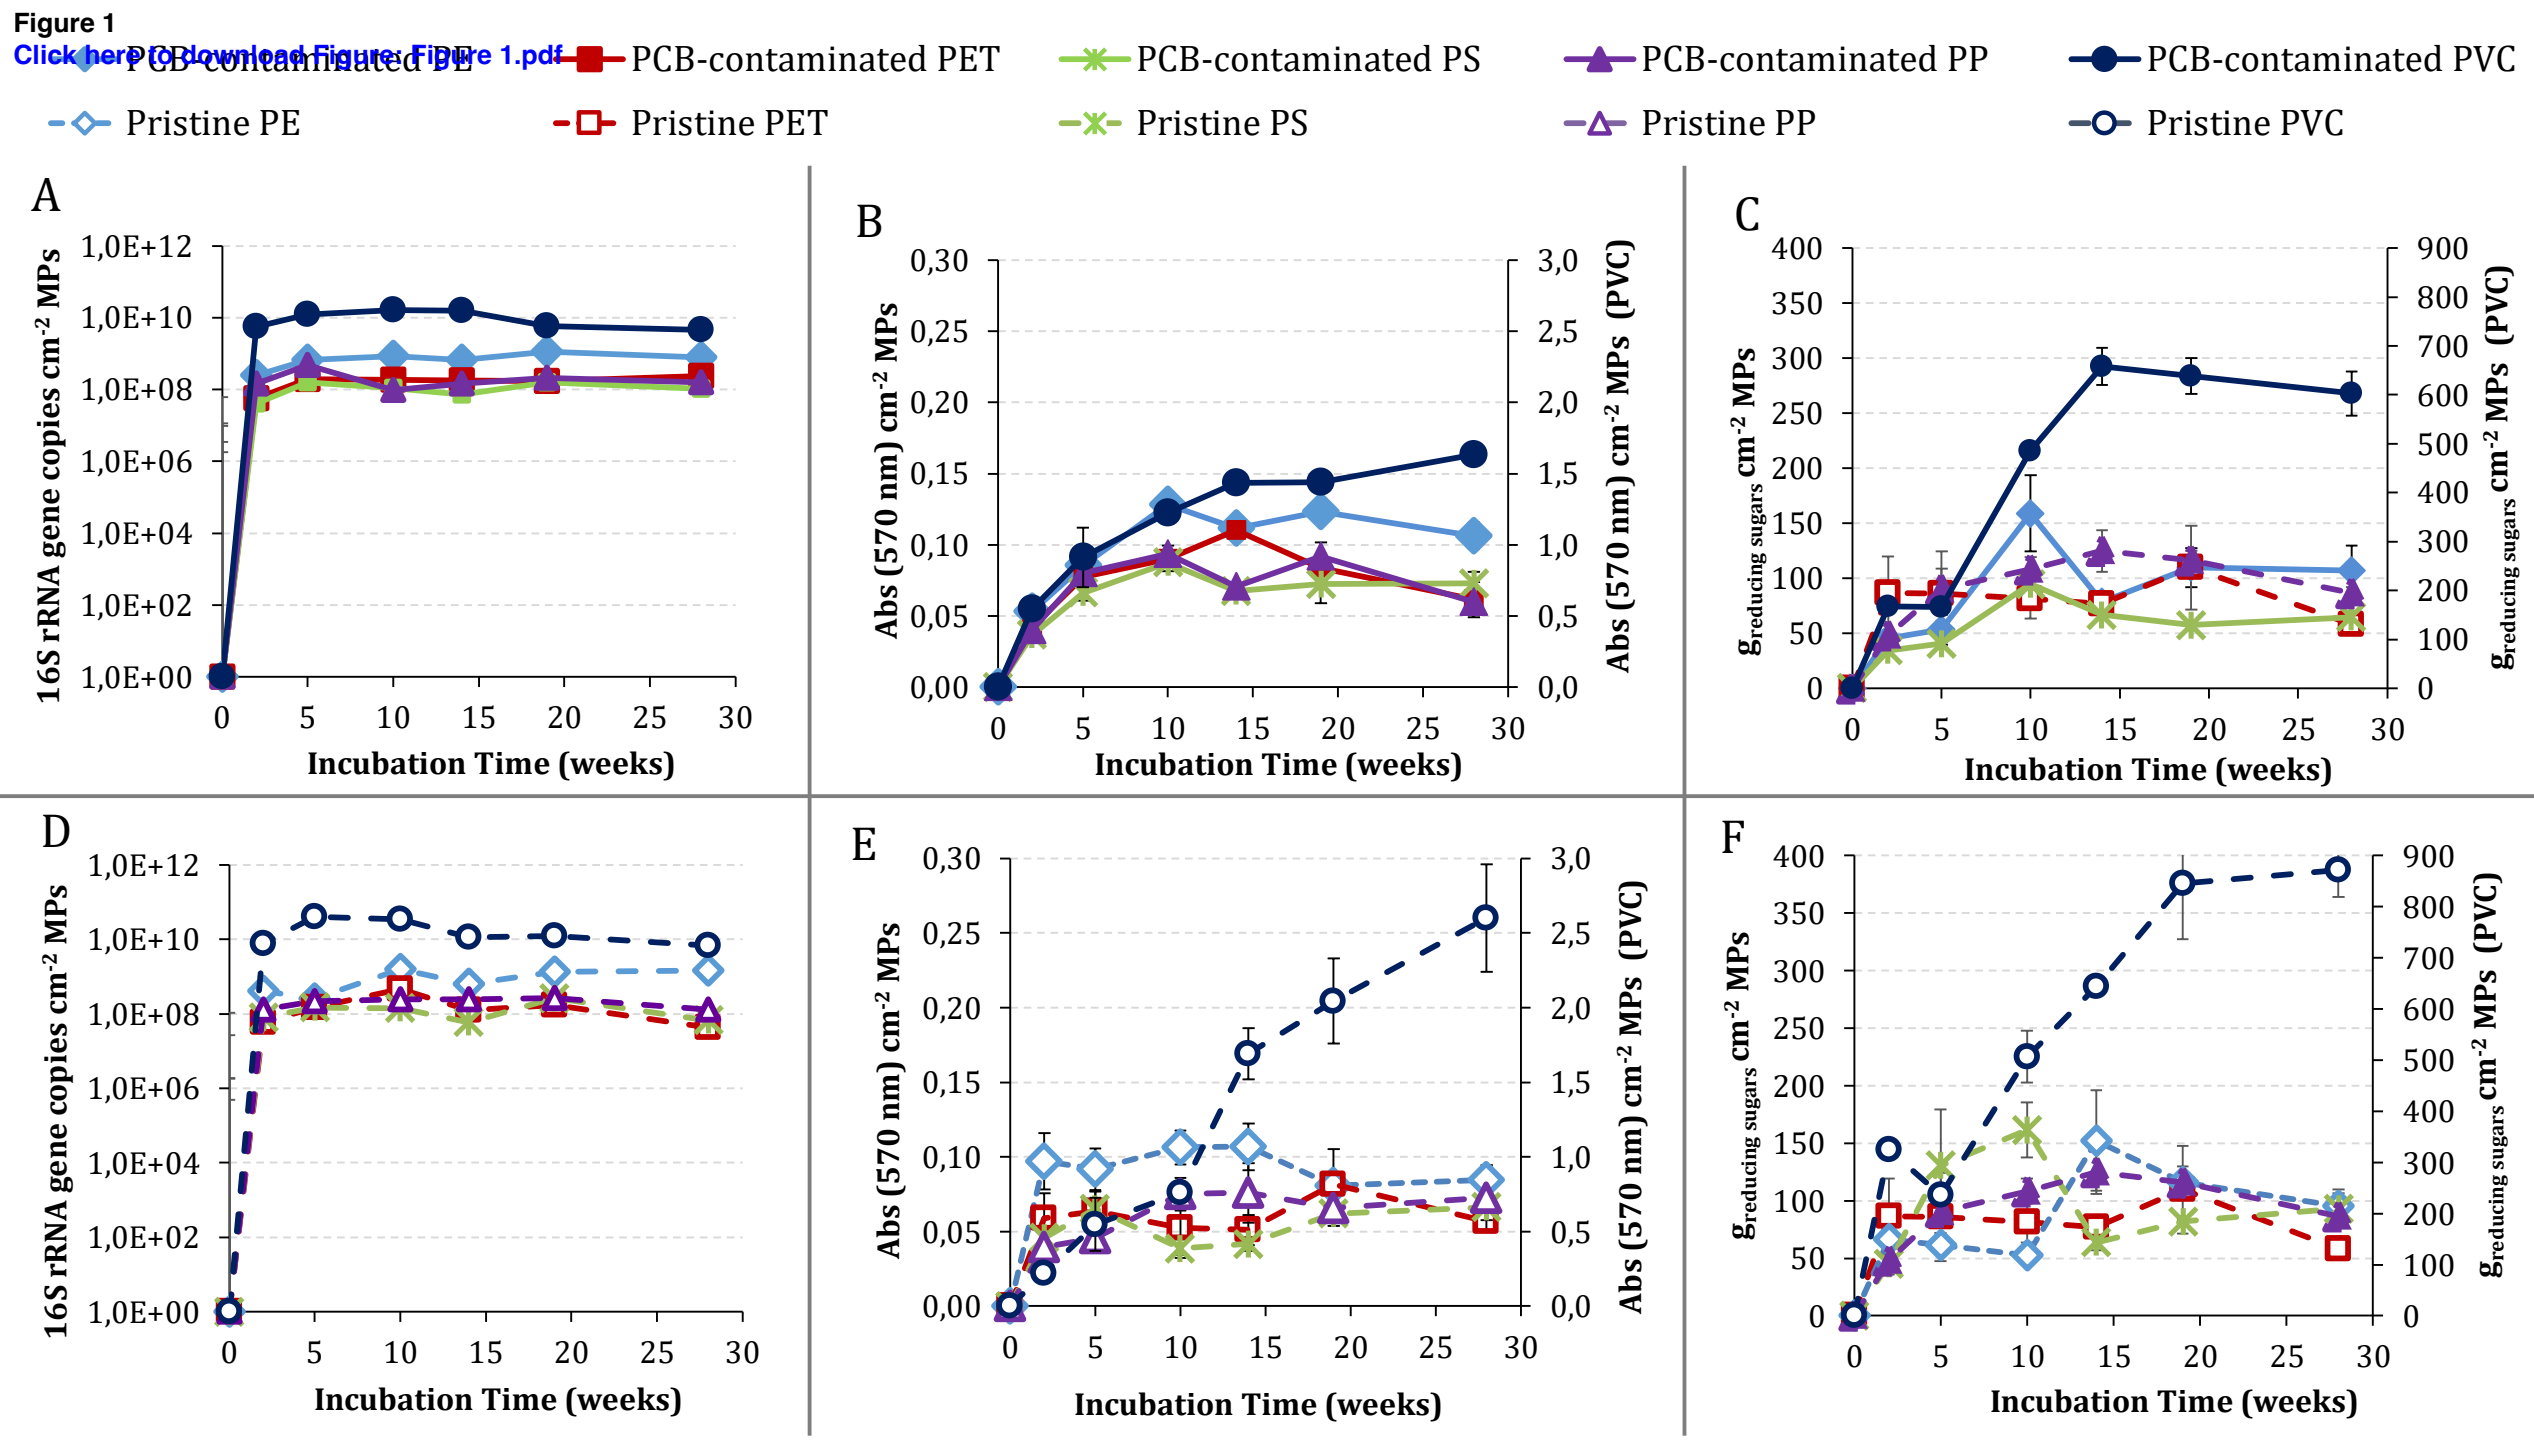 Figure 1
Click here to download Figure: Figure 1.pdf
PCB-contaminated PE PCB-contaminated PET PCB-contaminated PS PCB-contaminated PP PCB-contaminated PVC
Pristine PE Pristine PET Pristine PS Pristine PP Pristine PVC
A
16S rRNA gene copies cm-2 MPs
1,0E+12
1,0E+10
1,0E+08
1,0E+06
1,0E+04
1,0E+02
1,0E+00
0 5 10 15 20 25 30
Incubation Time (weeks)
B
Abs (570 nm) cm-2 MPs
0,30
0,25
0,20
0,15
0,10
0,05
0,00
3,0
2,5
2,0
1,5
1,0
0,5
0,0
Abs (570 nm) cm-2 MPs (PVC)
0 5 10 15 20 25 30
Incubation Time (weeks)
C
greducing sugars cm-2 MPs
400
350
300
250
200
150
100
50
0
900
800
700
600
500
400
300
200
100
0
greducing sugars cm-2 MPs (PVC)
0 5 10 15 20 25 30
Incubation Time (weeks)
D
16S rRNA gene copies cm-2 MPs
1,0E+12
1,0E+10
1,0E+08
1,0E+06
1,0E+04
1,0E+02
1,0E+00
0 5 10 15 20 25 30
Incubation Time (weeks)
E
Abs (570 nm) cm-2 MPs
0,30
0,25
0,20
0,15
0,10
0,05
0,00
3,0
2,5
2,0
1,5
1,0
0,5
0,0
Abs (570 nm) cm-2 MPs (PVC)
0 5 10 15 20 25 30
Incubation Time (weeks)
F
greducing sugars cm-2 MPs
400
350
300
250
200
150
100
50
0
900
800
700
600
500
400
300
200
100
0
greducing sugars cm-2 MPs (PVC)
0 5 10 15 20 25 30
Incubation Time (weeks)